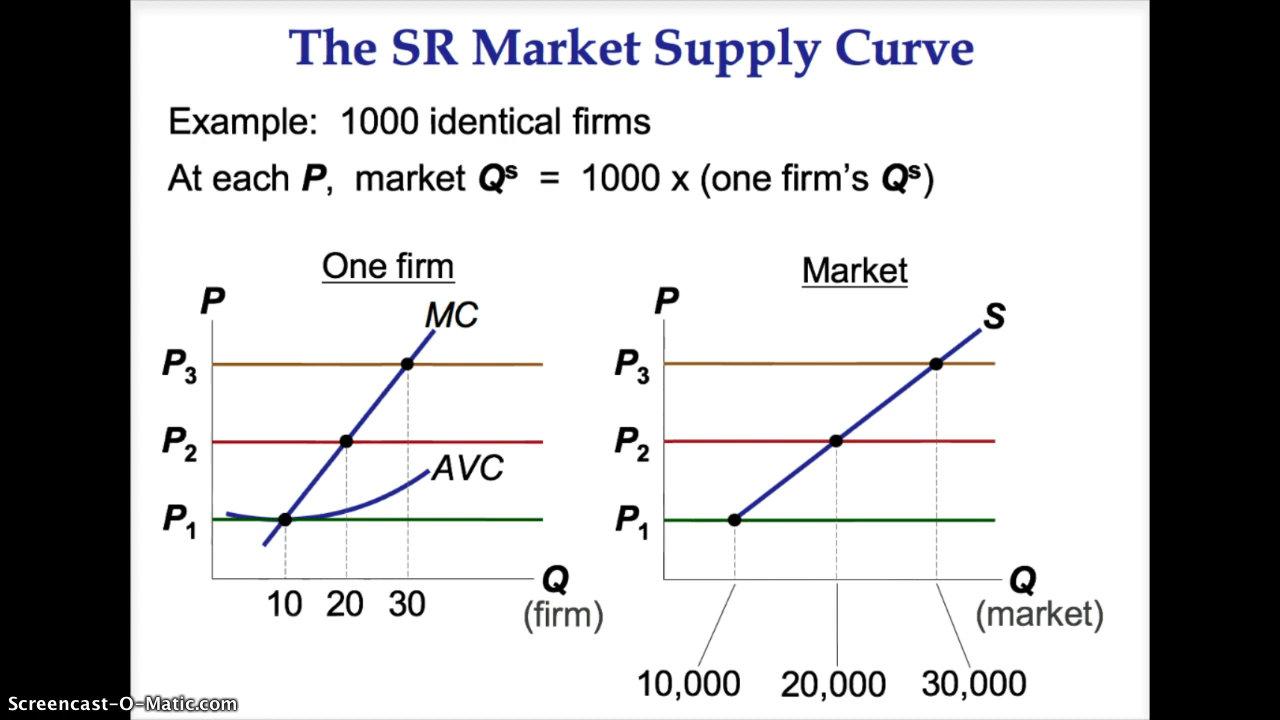 The SR Market Supply Curve
Example: 1000 identical firms
At each P, market Qˢ = 1000 x (one firm's Qˢ)
One firm
P
MC
P₃
P₂
AVC
P₁
Q
10 20 30
(firm)
Market
P
S
P₃
P₂
P₁
Q
(market)
10,000 20,000 30,000
Screencast-O-Matic.com